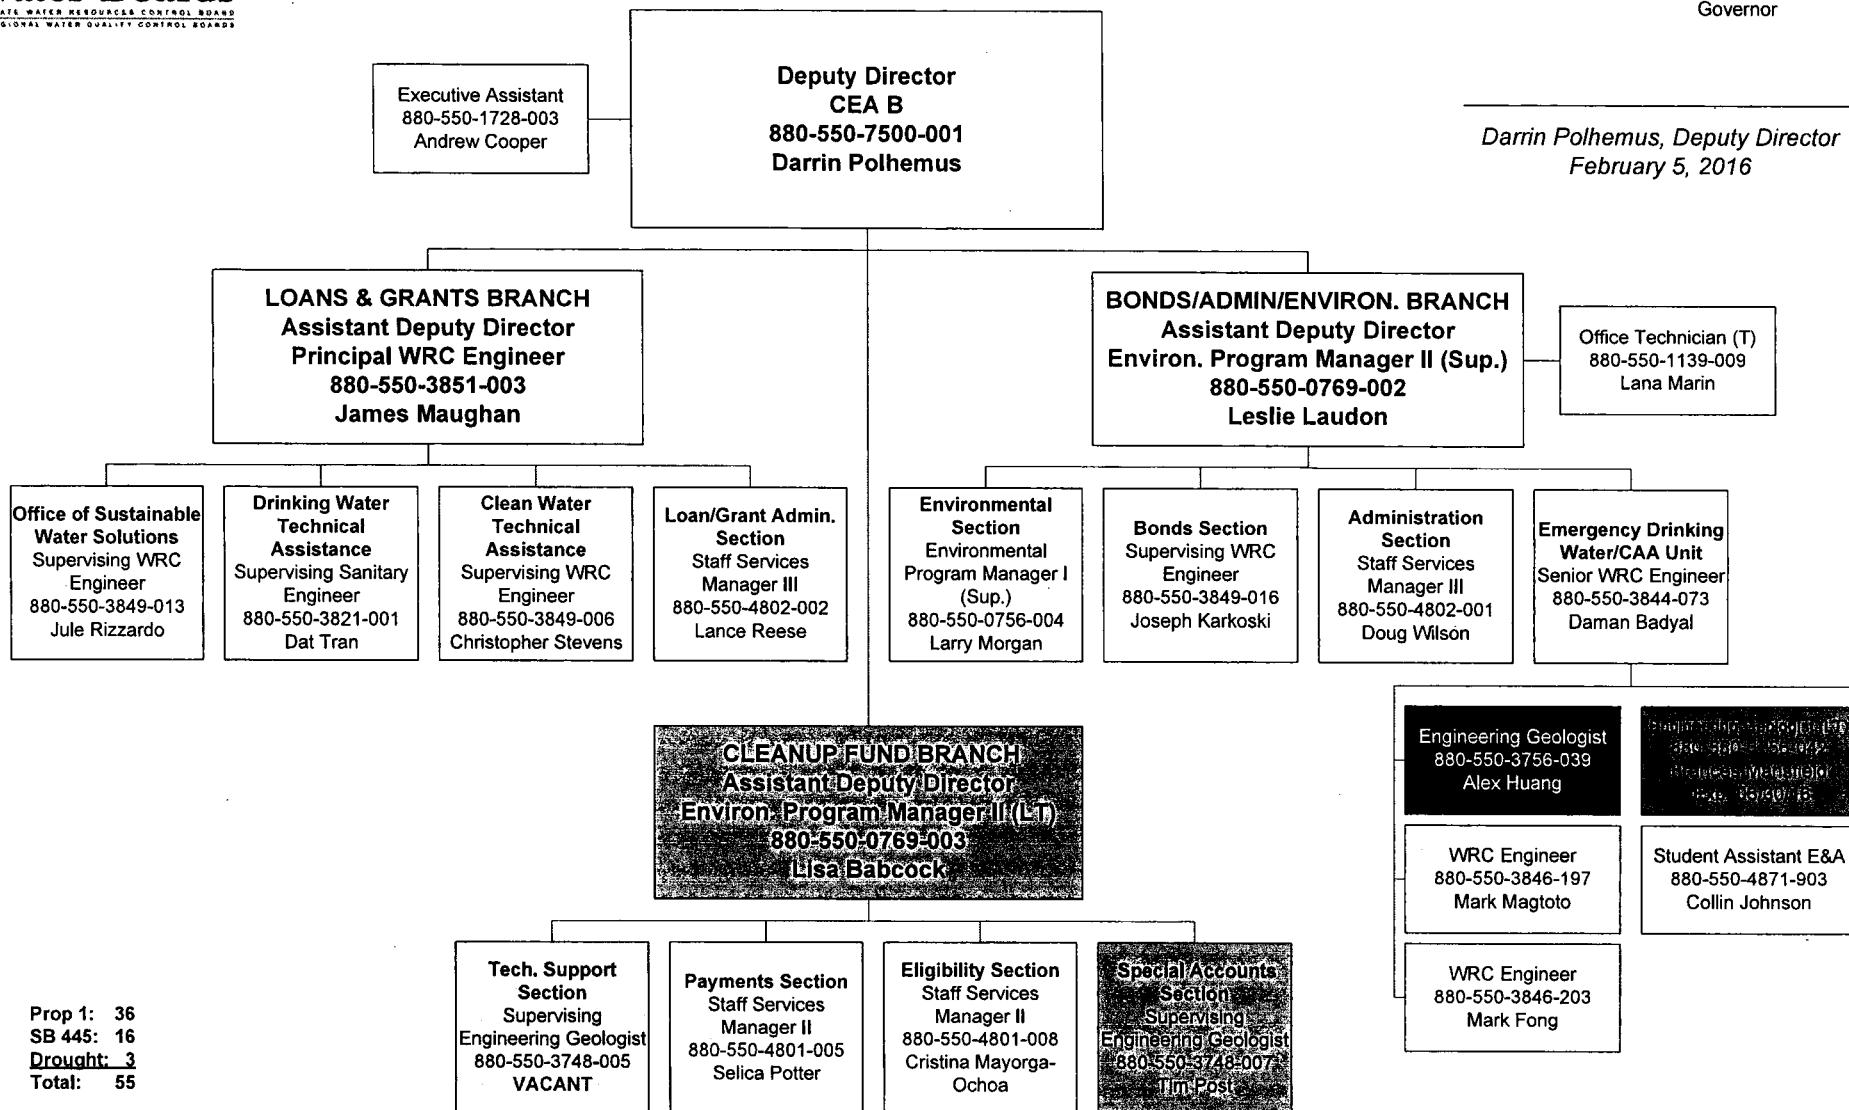 Governor
Deputy Director
CEA B
880-550-7500-001
Darrin Polhemus
Executive Assistant
880-550-1728-003
Andrew Cooper
Darrin Polhemus, Deputy Director
February 5, 2016
LOANS & GRANTS BRANCH
Assistant Deputy Director
Principal WRC Engineer
880-550-3851-003
James Maughan
BONDS/ADMIN/ENVIRON. BRANCH
Assistant Deputy Director
Environ. Program Manager II (Sup.)
880-550-0769-002
Leslie Laudon
Office Technician (T)
880-550-1139-009
Lana Marin
Office of Sustainable
Water Solutions
Supervising WRC
Engineer
880-550-3849-013
Jule Rizzardo
Drinking Water
Technical
Assistance
Supervising Sanitary
Engineer
880-550-3821-001
Dat Tran
Clean Water
Technical
Assistance
Supervising WRC
Engineer
880-550-3849-006
Christopher Stevens
Loan/Grant Admin.
Section
Staff Services
Manager III
880-550-4802-002
Lance Reese
Environmental
Section
Environmental
Program Manager I
(Sup.)
880-550-0756-004
Larry Morgan
Bonds Section
Supervising WRC
Engineer
880-550-3849-016
Joseph Karkoski
Administration
Section
Staff Services
Manager III
880-550-4802-001
Doug Wilson
Emergency Drinking
Water/CAA Unit
Senior WRC Engineer
880-550-3844-073
Daman Badyal
Engineering Geologist
880-550-3756-039
Alex Huang
WRC Engineer
880-550-3846-197
Mark Magtoto
Student Assistant E&A
880-550-4871-903
Collin Johnson
WRC Engineer
880-550-3846-203
Mark Fong
CLEANUP FUND BRANCH
Assistant Deputy Director
Environ. Program Manager II (LT)
880-550-0769-003
Lisa Babcock
Tech. Support
Section
Supervising
Engineering Geologist
880-550-3748-005
VACANT
Payments Section
Staff Services
Manager II
880-550-4801-005
Selica Potter
Eligibility Section
Staff Services
Manager II
880-550-4801-008
Cristina Mayorga-
Ochoa
Special Accounts
Section
Supervising
Engineering Geologist
880-550-3748-007
Tim Post
Prop 1: 36
SB 445: 16
Drought: 3
Total: 55